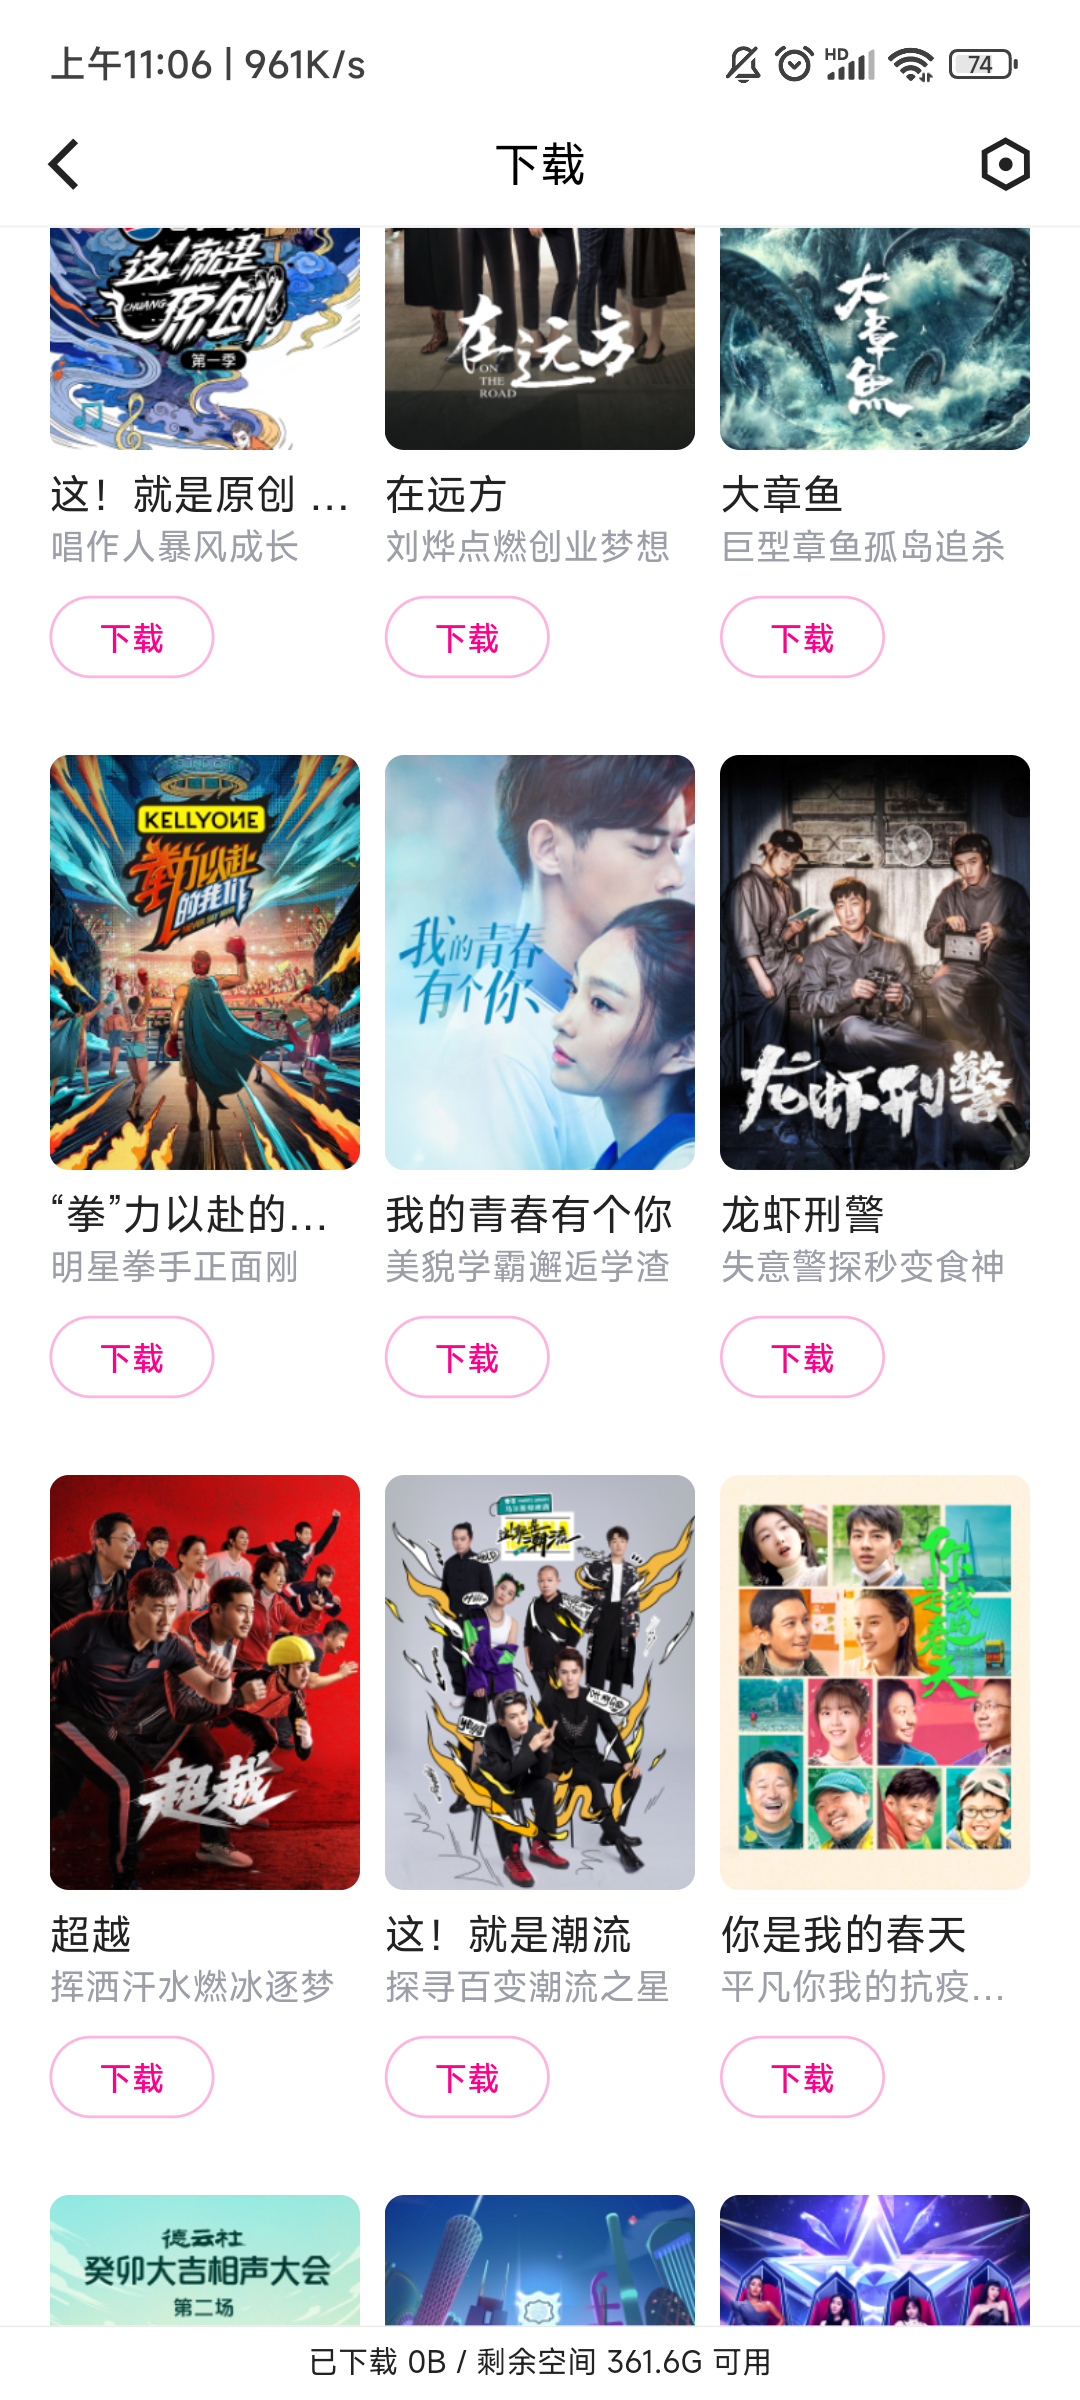 上午11:06 | 961K/s
HD
74
下载
这!就是
CHUANG
原创
第一季
在远方
ON
THE
ROAD
大章鱼
这！就是原创 ...
在远方
大章鱼
唱作人暴风成长
刘烨点燃创业梦想
巨型章鱼孤岛追杀
下载
下载
下载
KELLYONE
拳力以赴
的我们
我的青春
有个你
龙虾刑警
“拳”力以赴的...
我的青春有个你
龙虾刑警
明星拳手正面刚
美貌学霸邂逅学渣
失意警探秒变食神
下载
下载
下载
超越
这!就是
潮流
你是我的春天
超越
这！就是潮流
你是我的春天
挥洒汗水燃冰逐梦
探寻百变潮流之星
平凡你我的抗疫...
下载
下载
下载
德云社
癸卯大吉相声大会
第二场
已下载 0B / 剩余空间 361.6G 可用